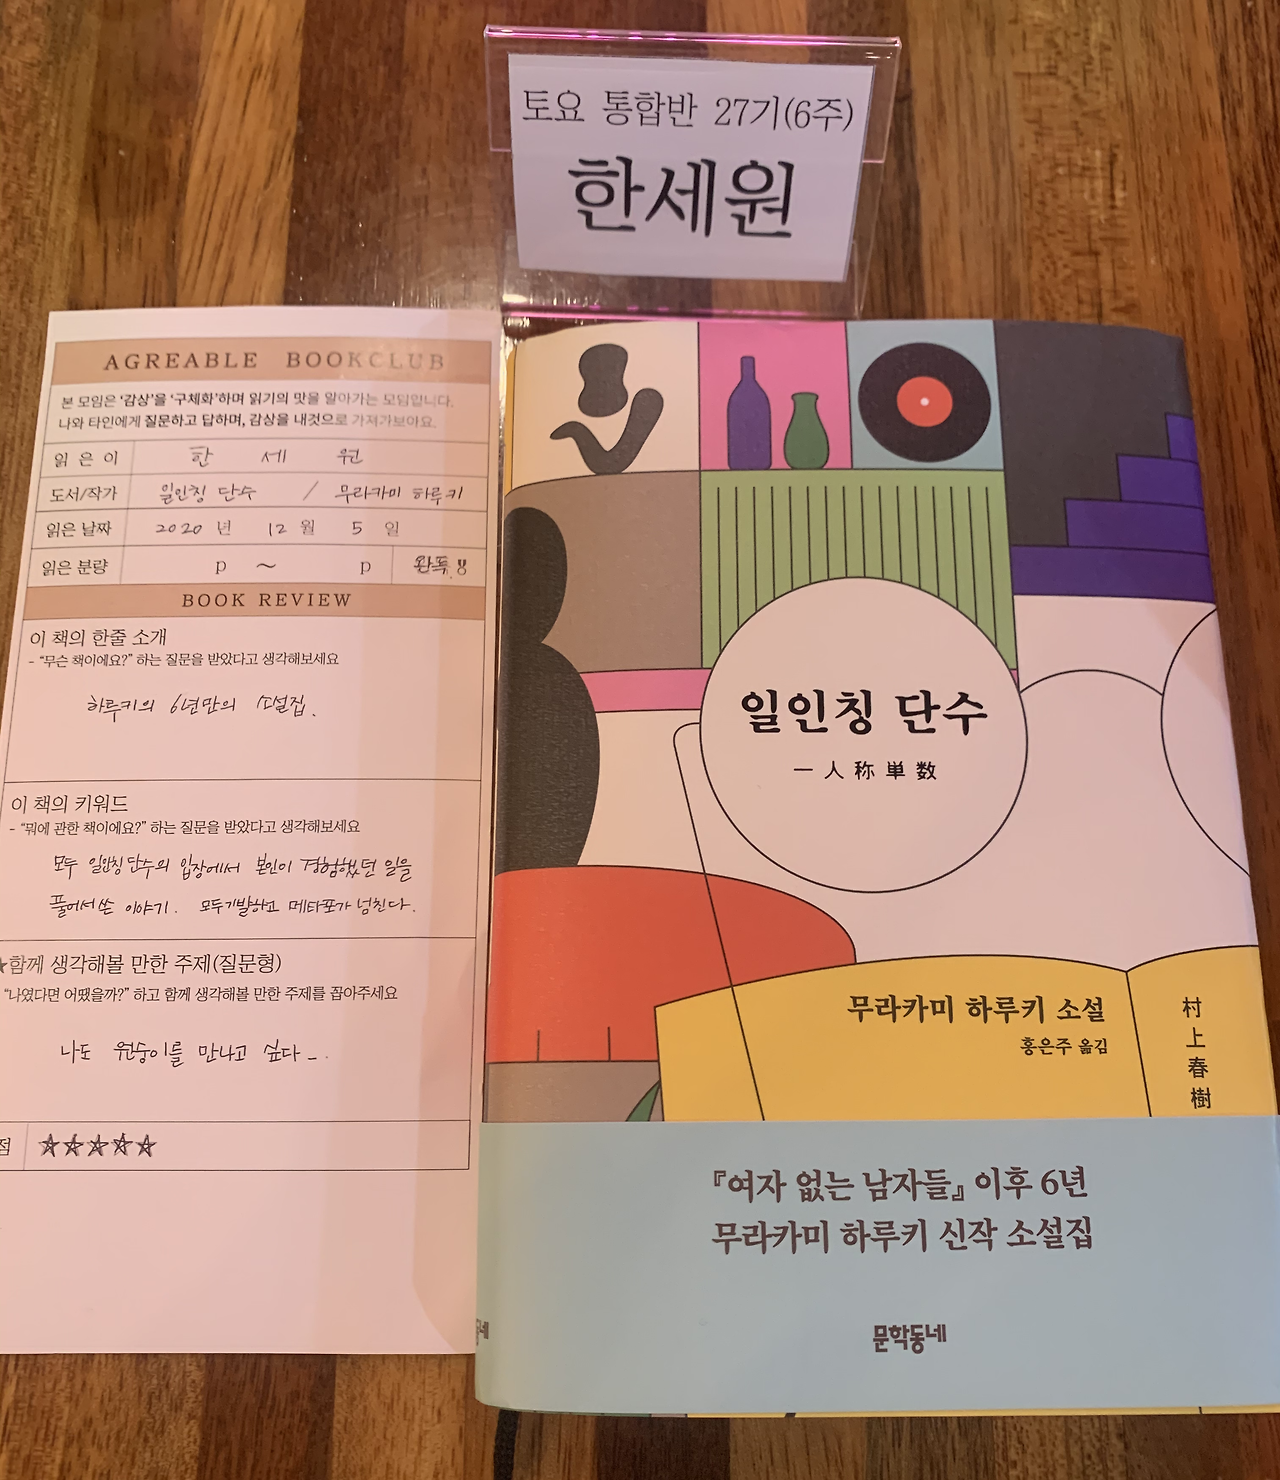 토요 통합반 27기(6주)
한세원
AGREABLE BOOKCLUB
본 모임은 '감상'을 '구체화'하며 읽기의 맛을 알아가는 모임입니다.
나와 타인에게 질문하고 답하며, 감상을 내것으로 가져가보아요.
읽은이 한 세 원
도서/작가 일인칭 단수 / 무라카미 하루키
읽은 날짜 2020 년 12 월 5 일
읽은 분량 p ~ p 완독!!
BOOK REVIEW
이 책의 한줄 소개
- "무슨 책이에요?" 하는 질문을 받았다고 생각해보세요
하루키의 6년만의 소설집.
이 책의 키워드
- "뭐에 관한 책이에요?" 하는 질문을 받았다고 생각해보세요
모두 일인칭단수의 입장에서 본인이 경험했던 일을
풀어서쓴 이야기. 모두기발하고 메타포가 넘친다.
★함께 생각해볼 만한 주제(질문형)
"나였다면 어땠을까?" 하고 함께 생각해볼 만한 주제를 꼽아주세요
나도 원숭이를 만나고 싶다_.
점 ★★★★★
일인칭 단수
一人称単数
무라카미 하루키 소설
홍은주 옮김
村上春樹
『여자 없는 남자들』 이후 6년
무라카미 하루키 신작 소설집
문학동네